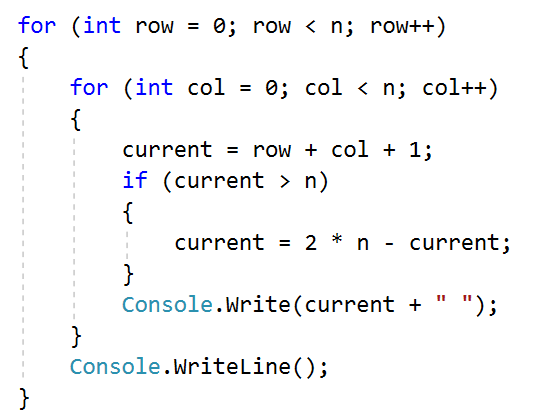 for (int row = 0; row < n; row++)
{
    for (int col = 0; col < n; col++)
    {
        current = row + col + 1;
        if (current > n)
        {
            current = 2 * n - current;
        }
        Console.Write(current + " ");
    }
    Console.WriteLine();
}